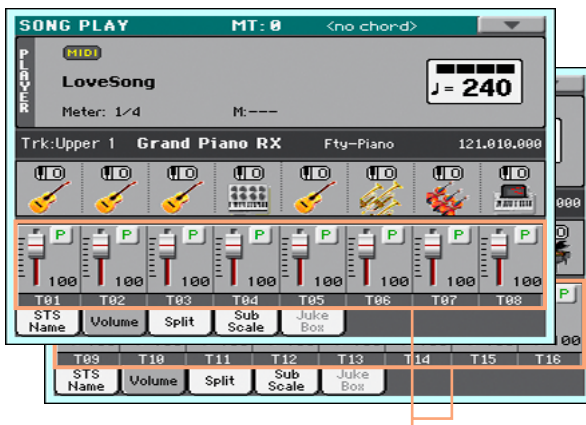 SONG PLAY MT: 0 <no chord>
PLAYER
MIDI
LoveSong
♩= 240
Meter: 1/4 M:---
Trk:Upper 1 Grand Piano RX Fty-Piano 121.010.000
000
P P P P P P P P
100 100 100 100 100 100 100 100
T01 T02 T03 T04 T05 T06 T07 T08
P
00
STS Name Volume Split Sub Scale Juke Box
T09 T10 T11 T12 T13 T14 T15 T16
STS Name Volume Split Sub Scale Juke Box